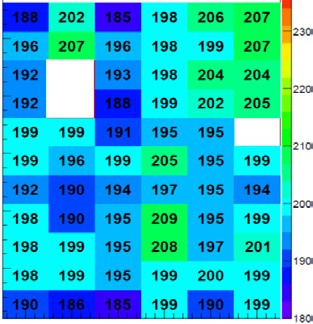 188 202 185 198 206 207
196 207 196 198 199 207
192 193 198 204 204
192 188 199 202 205
199 199 191 195 195
199 196 199 205 195 199
192 190 194 197 195 194
198 190 195 209 195 199
198 199 195 208 197 201
198 199 195 199 200 199
190 186 185 199 190 199
2300
2200
2100
2000
1900
1800